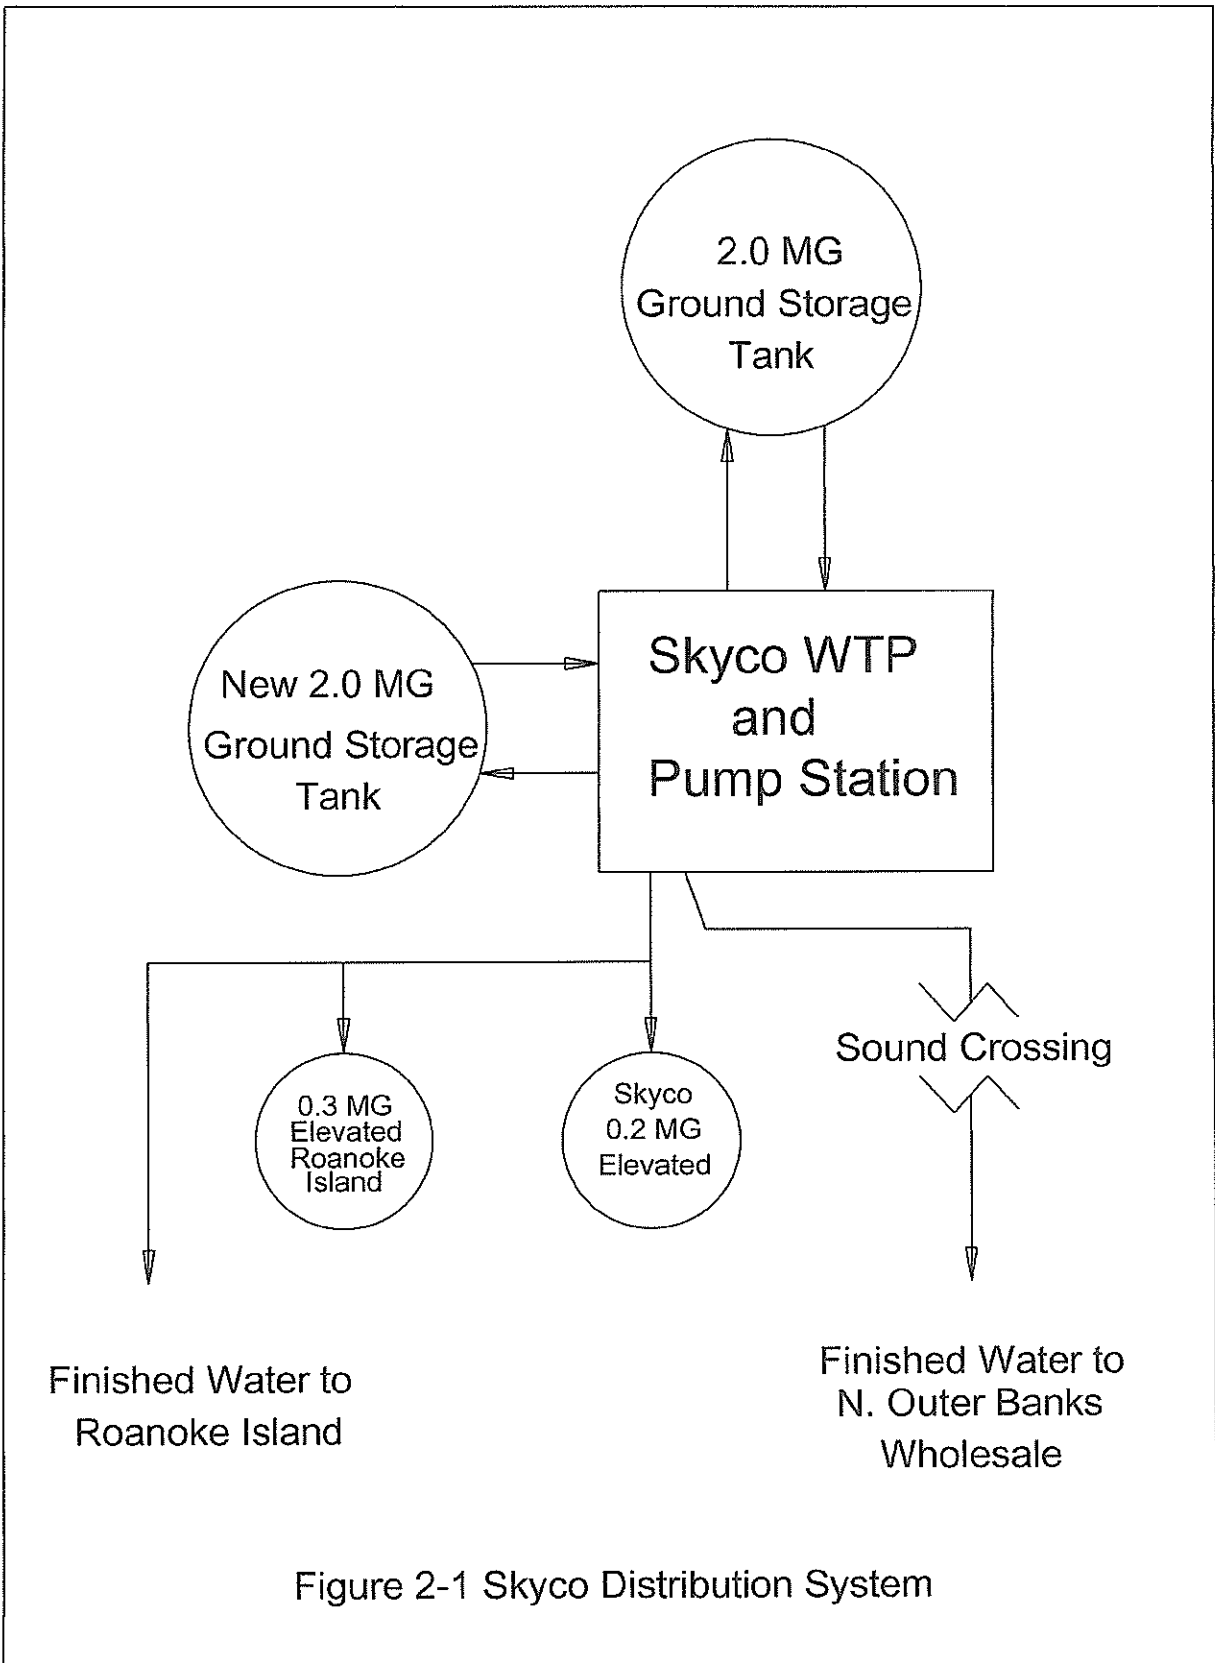 2.0 MG
Ground Storage
Tank
New 2.0 MG
Ground Storage
Tank
Skyco WTP
and
Pump Station
Sound Crossing
0.3 MG
Elevated
Roanoke
Island
Skyco
0.2 MG
Elevated
Finished Water to
Roanoke Island
Finished Water to
N. Outer Banks
Wholesale
Figure 2-1 Skyco Distribution System